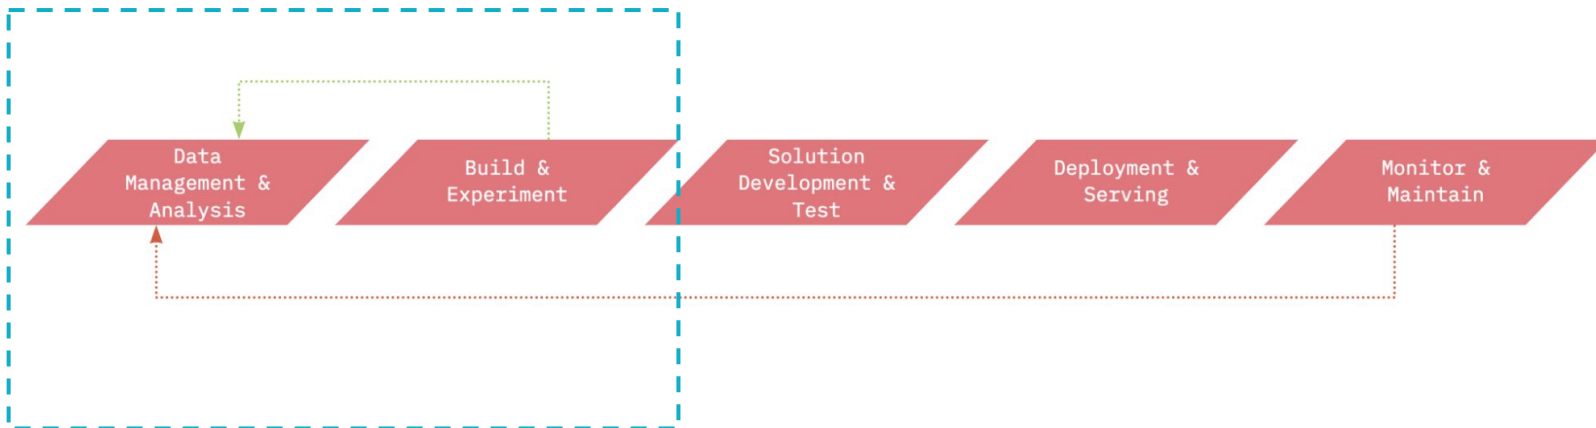 Data
Management &
Analysis
Build &
Experiment
Solution
Development &
Test
Deployment &
Serving
Monitor &
Maintain